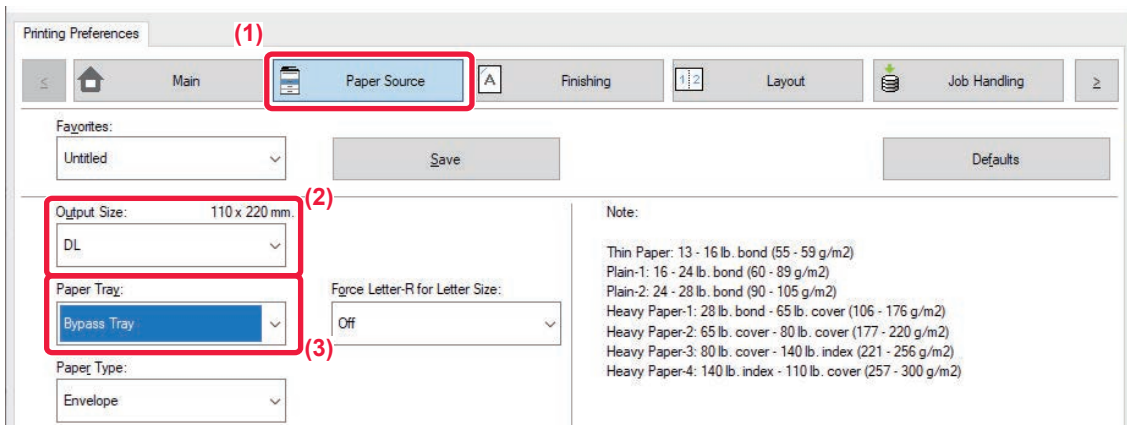 Printing Preferences
(1)
<
Main
Paper Source
A
Finishing
1 2
Layout
Job Handling
>
Favorites:
Untitled
Save
Defaults
(2)
Output Size: 110 x 220 mm.
DL
Note:
Thin Paper: 13 - 16 lb. bond (55 - 59 g/m2)
Plain-1: 16 - 24 lb. bond (60 - 89 g/m2)
Plain-2: 24 - 28 lb. bond (90 - 105 g/m2)
Heavy Paper-1: 28 lb. bond - 65 lb. cover (106 - 176 g/m2)
Heavy Paper-2: 65 lb. cover - 80 lb. cover (177 - 220 g/m2)
Heavy Paper-3: 80 lb. cover - 140 lb. index (221 - 256 g/m2)
Heavy Paper-4: 140 lb. index - 110 lb. cover (257 - 300 g/m2)
Paper Tray:
Bypass Tray
(3)
Force Letter-R for Letter Size:
Off
Paper Type:
Envelope